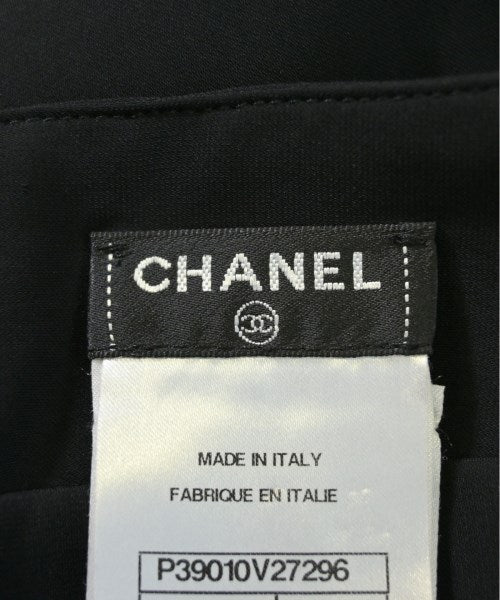 CHANEL
MADE IN ITALY
FABRIQUE EN ITALIE
P39010V27296